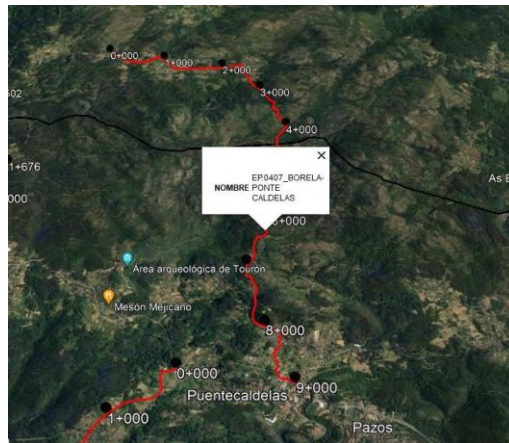 0+000
1+000
2+000
3+000
4+000
502
1+676
000
As E
NOMBRE
EP.0407_BORELA-
PONTE
CALDELAS
+000
Área arqueológica de Tourón
Mesón Mejicano
8+000
0+000
9+000
Puentecaldelas
1+000
Pazos